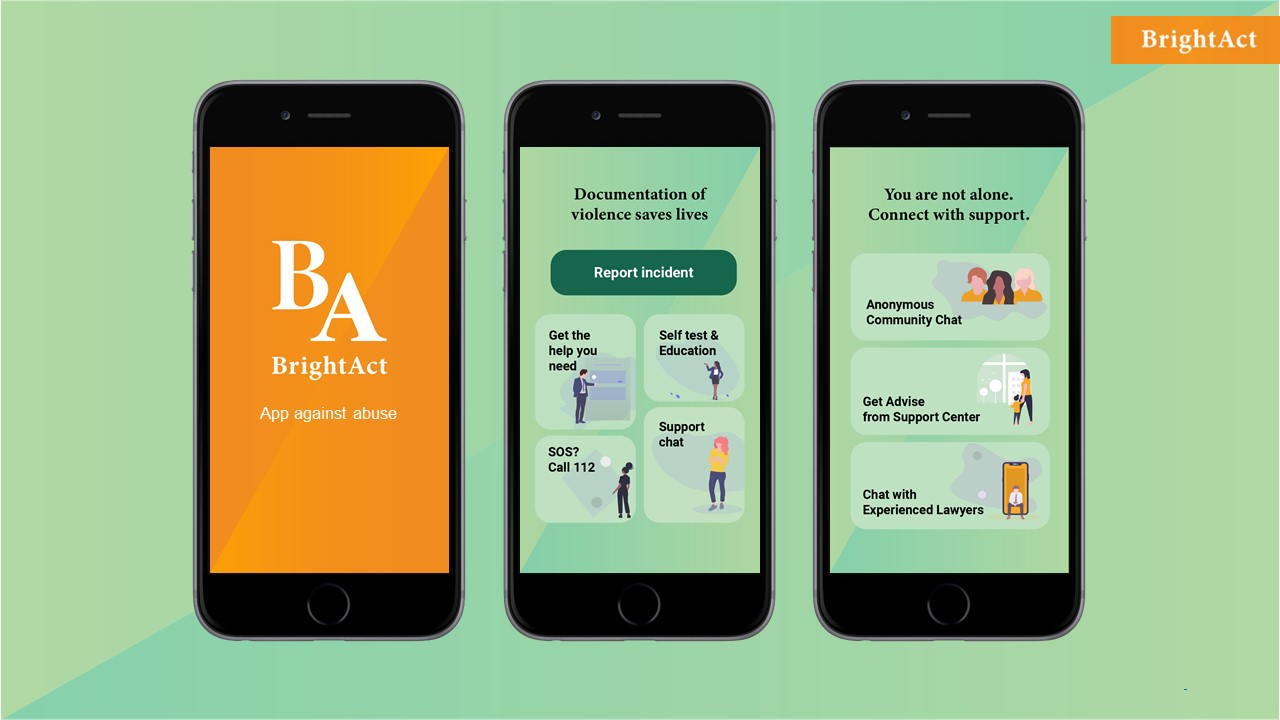 BrightAct
BA
BrightAct
App against abuse
Documentation of
violence saves lives
Report incident
Get the
help you
need
Self test &
Education
SOS?
Call 112
Support
chat
You are not alone.
Connect with support.
Anonymous
Community Chat
Get Advise
from Support Center
Chat with
Experienced Lawyers